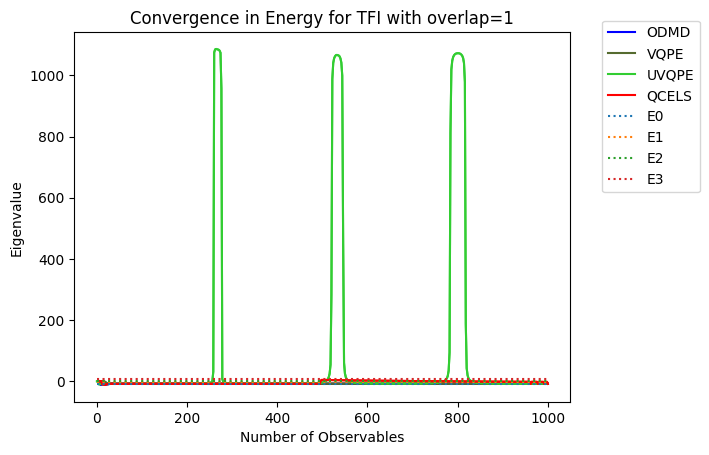 Convergence in Energy for TFI with overlap=1
ODMD
VQPE
UVQPE
QCELS
E0
E1
E2
E3
Eigenvalue
1000
800
600
400
200
0
0 200 400 600 800 1000
Number of Observables